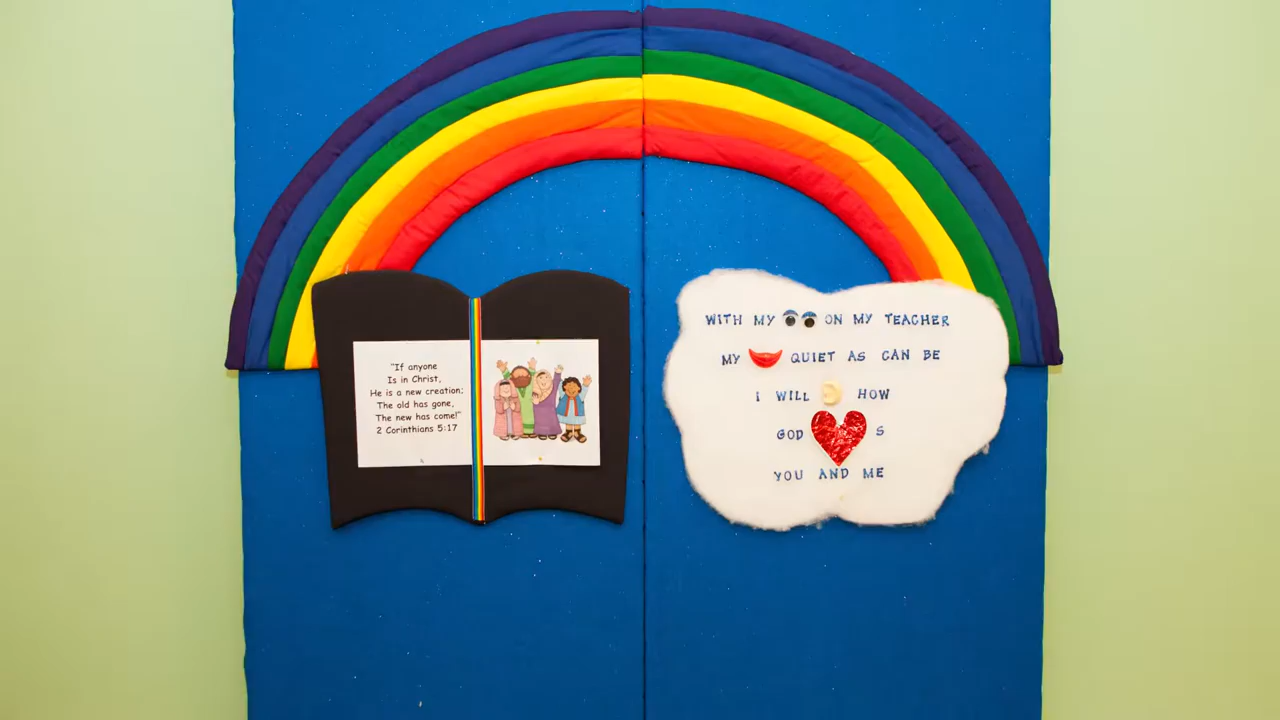 "If anyone
Is in Christ,
He is a new creation;
The old has gone,
The new has come!"
2 Corinthians 5:17
WITH MY ON MY TEACHER
MY QUIET AS CAN BE
I WILL HOW
GOD S
YOU AND ME